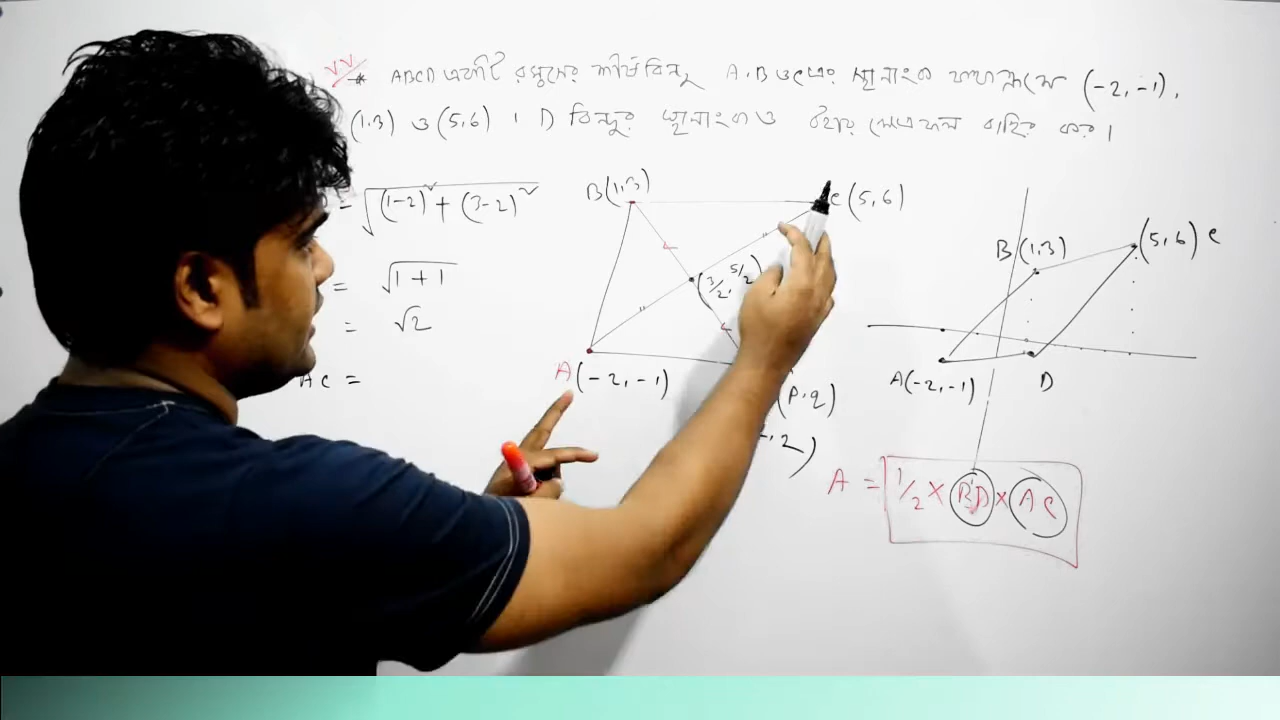 * ABCD একটি রম্বসের শীর্ষবিন্দু A, B ও C এর স্থানাংক যথাক্রমে (-2, -1),
(1,3) ও (5,6) । D বিন্দুর স্থানাংক ও উহার ক্ষেত্রফল বাহির কর।
= √(1-2)² + (3-2)²
= √1 + 1
= √2
AC =
B(1,3)
C(5,6)
(3/2, 5/2)
A(-2, -1)
(p,q)
, 2)
B(1,3)
(5,6) C
A(-2,-1)
D
A = 1/2 × BD × AC